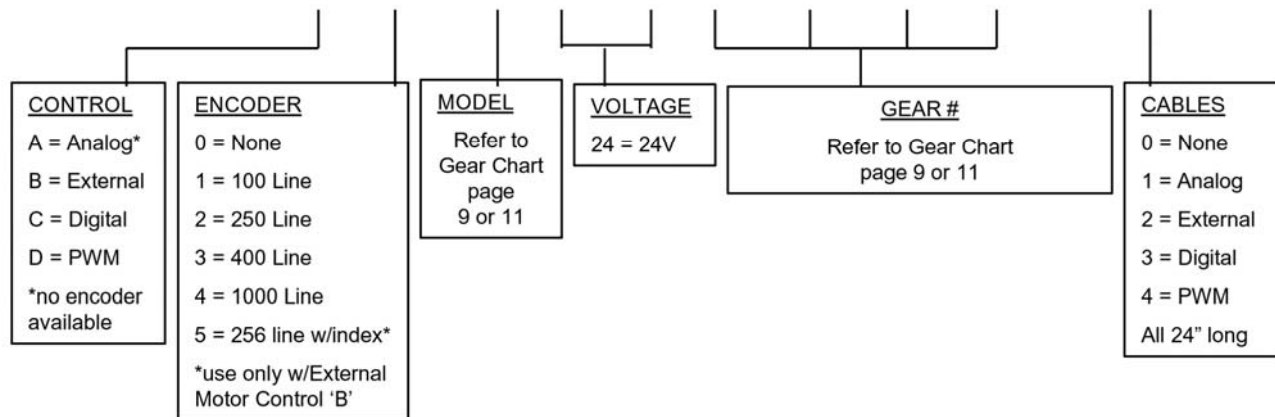 CONTROL
A = Analog*
B = External
C = Digital
D = PWM
*no encoder
available
ENCODER
0 = None
1 = 100 Line
2 = 250 Line
3 = 400 Line
4 = 1000 Line
5 = 256 line w/index*
*use only w/External
Motor Control ‘B’
MODEL
Refer to
Gear Chart
page
9 or 11
VOLTAGE
24 = 24V
GEAR #
Refer to Gear Chart
page 9 or 11
CABLES
0 = None
1 = Analog
2 = External
3 = Digital
4 = PWM
All 24” long